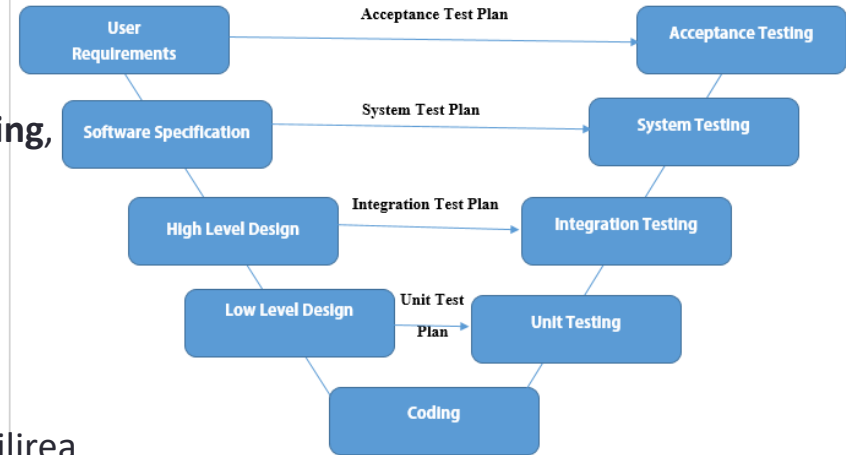 User
Requirements
Acceptance Test Plan
Acceptance Testing
ing,
Software Specification
System Test Plan
System Testing
High Level Design
Integration Test Plan
Integration Testing
Low Level Design
Unit Test
Plan
Unit Testing
Coding
ilirea